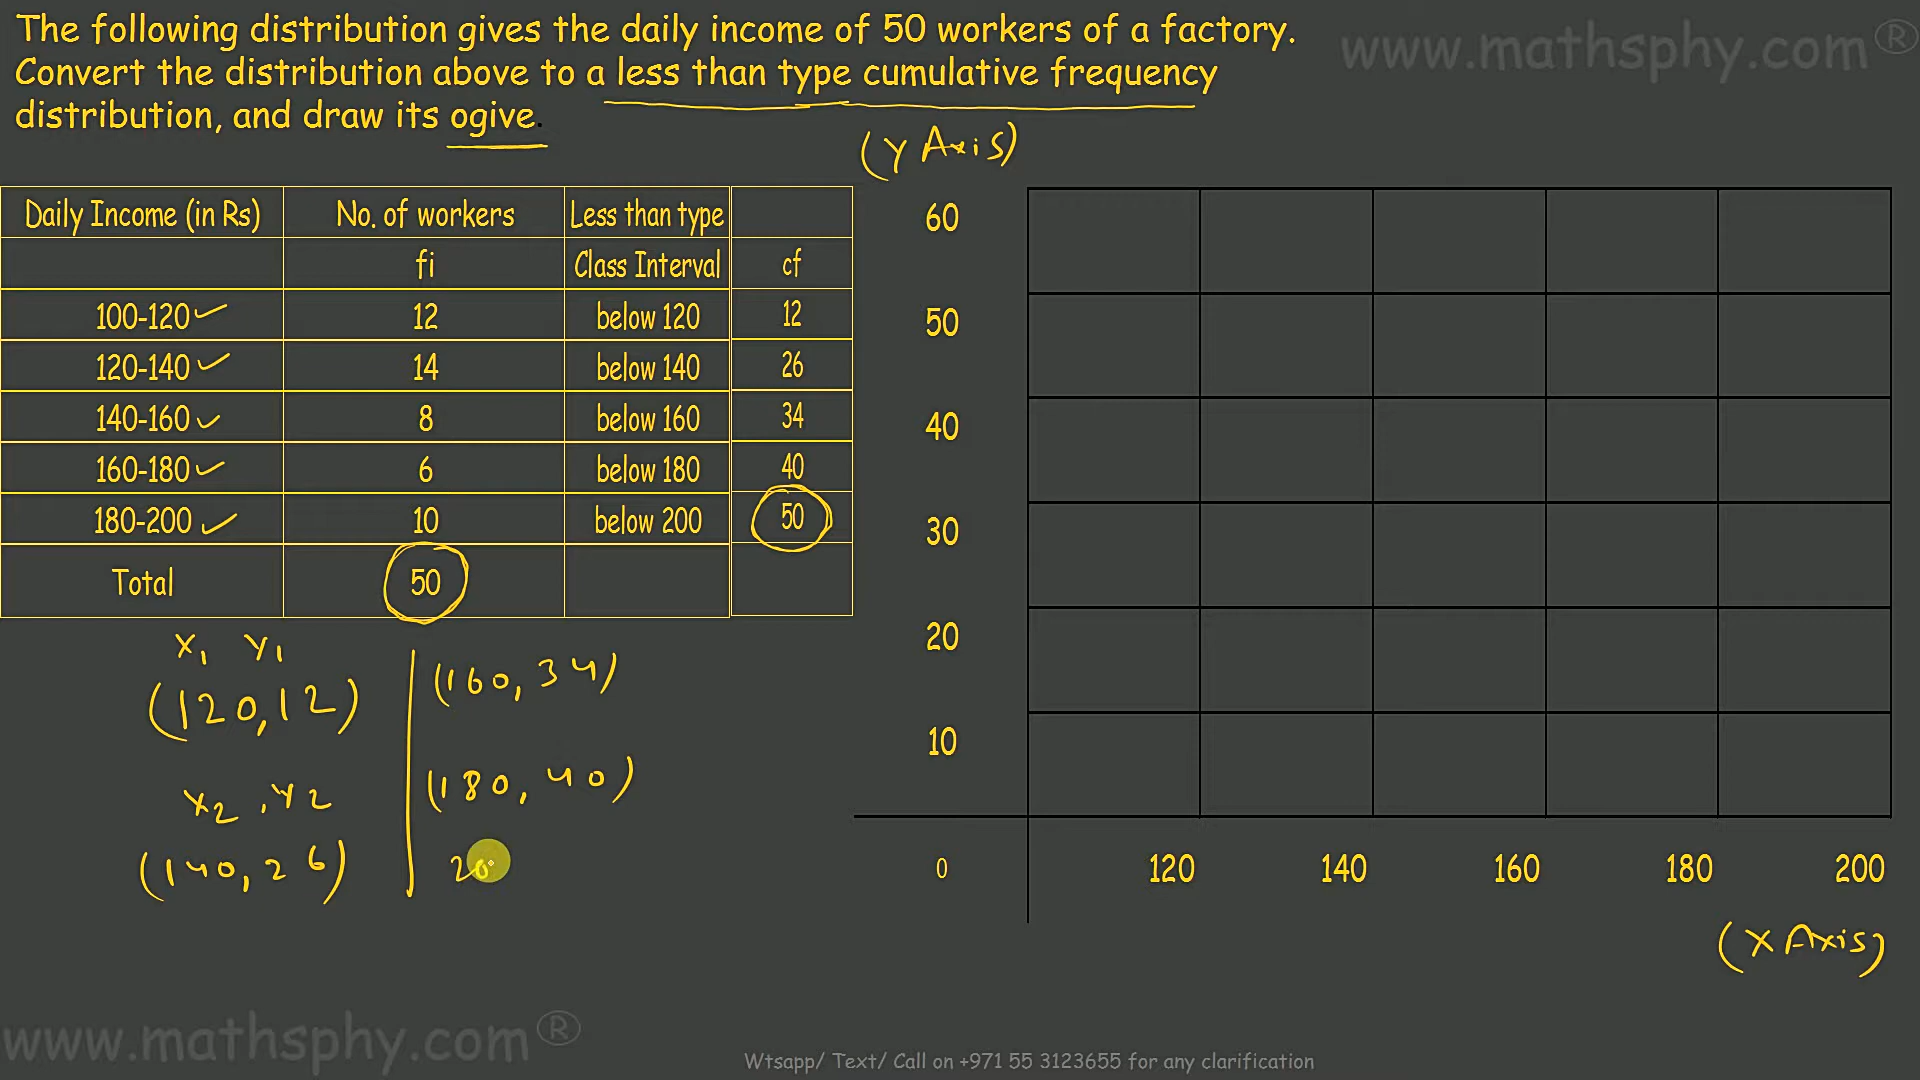 The following distribution gives the daily income of 50 workers of a factory.
Convert the distribution above to a less than type cumulative frequency
distribution, and draw its ogive.
www.mathsphy.com®
Daily Income (in Rs) No. of workers Less than type
fi Class Interval cf
100-120 12 below 120 12
120-140 14 below 140 26
140-160 8 below 160 34
160-180 6 below 180 40
180-200 10 below 200 50
Total 50
X1 Y1
(120,12)
X2 , Y2
(140,26)
(160,34)
(180,40)
20
(Y Axis)
60
50
40
30
20
10
0 120 140 160 180 200
(X Axis)
www.mathsphy.com®
Wtsapp/ Text/ Call on +971 55 3123655 for any clarification